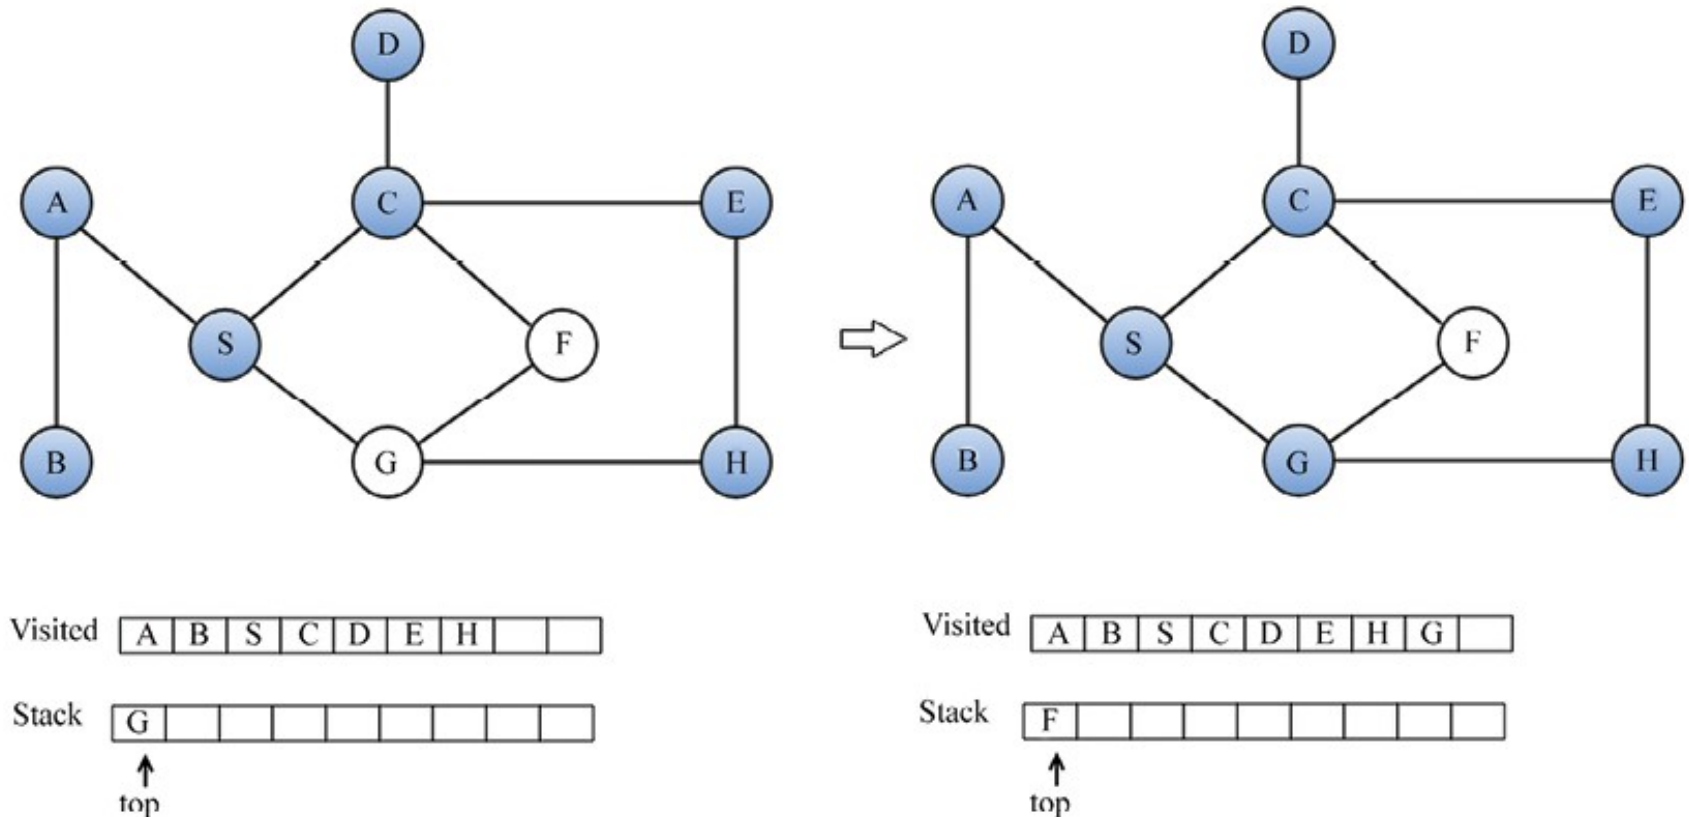 D
D
A
C
E
A
C
E
S
F
S
F
B
G
H
B
G
H
Visited A B S C D E H
Visited A B S C D E H G
Stack G
Stack F
top
top